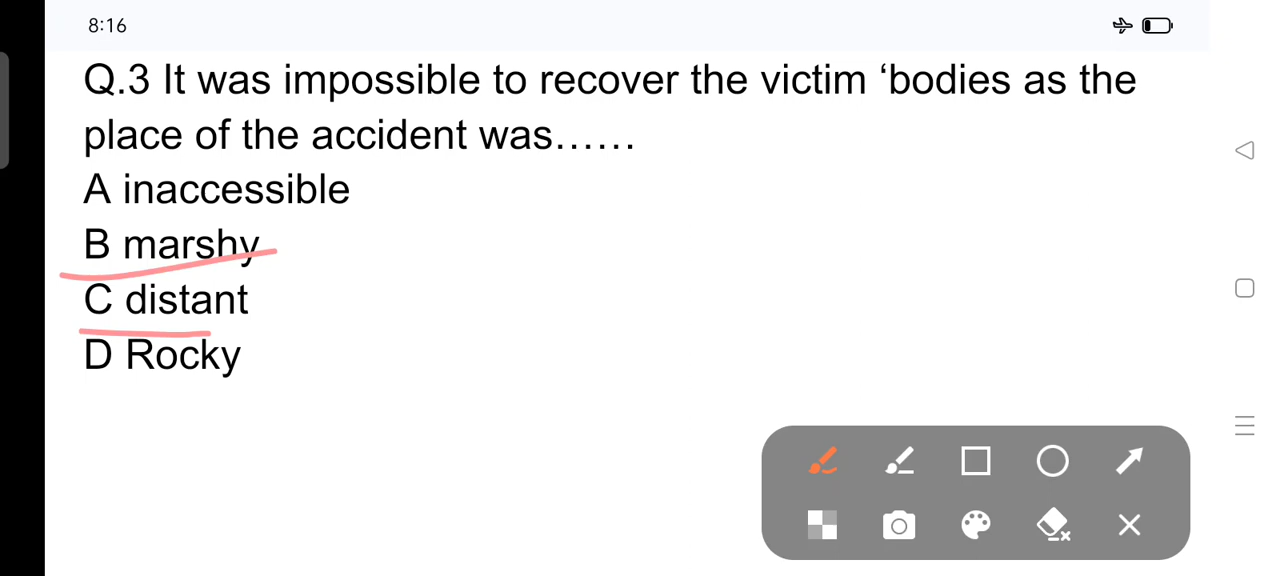 8:16
Q.3 It was impossible to recover the victim ‘bodies as the
place of the accident was……
A inaccessible
B marshy
C distant
D Rocky